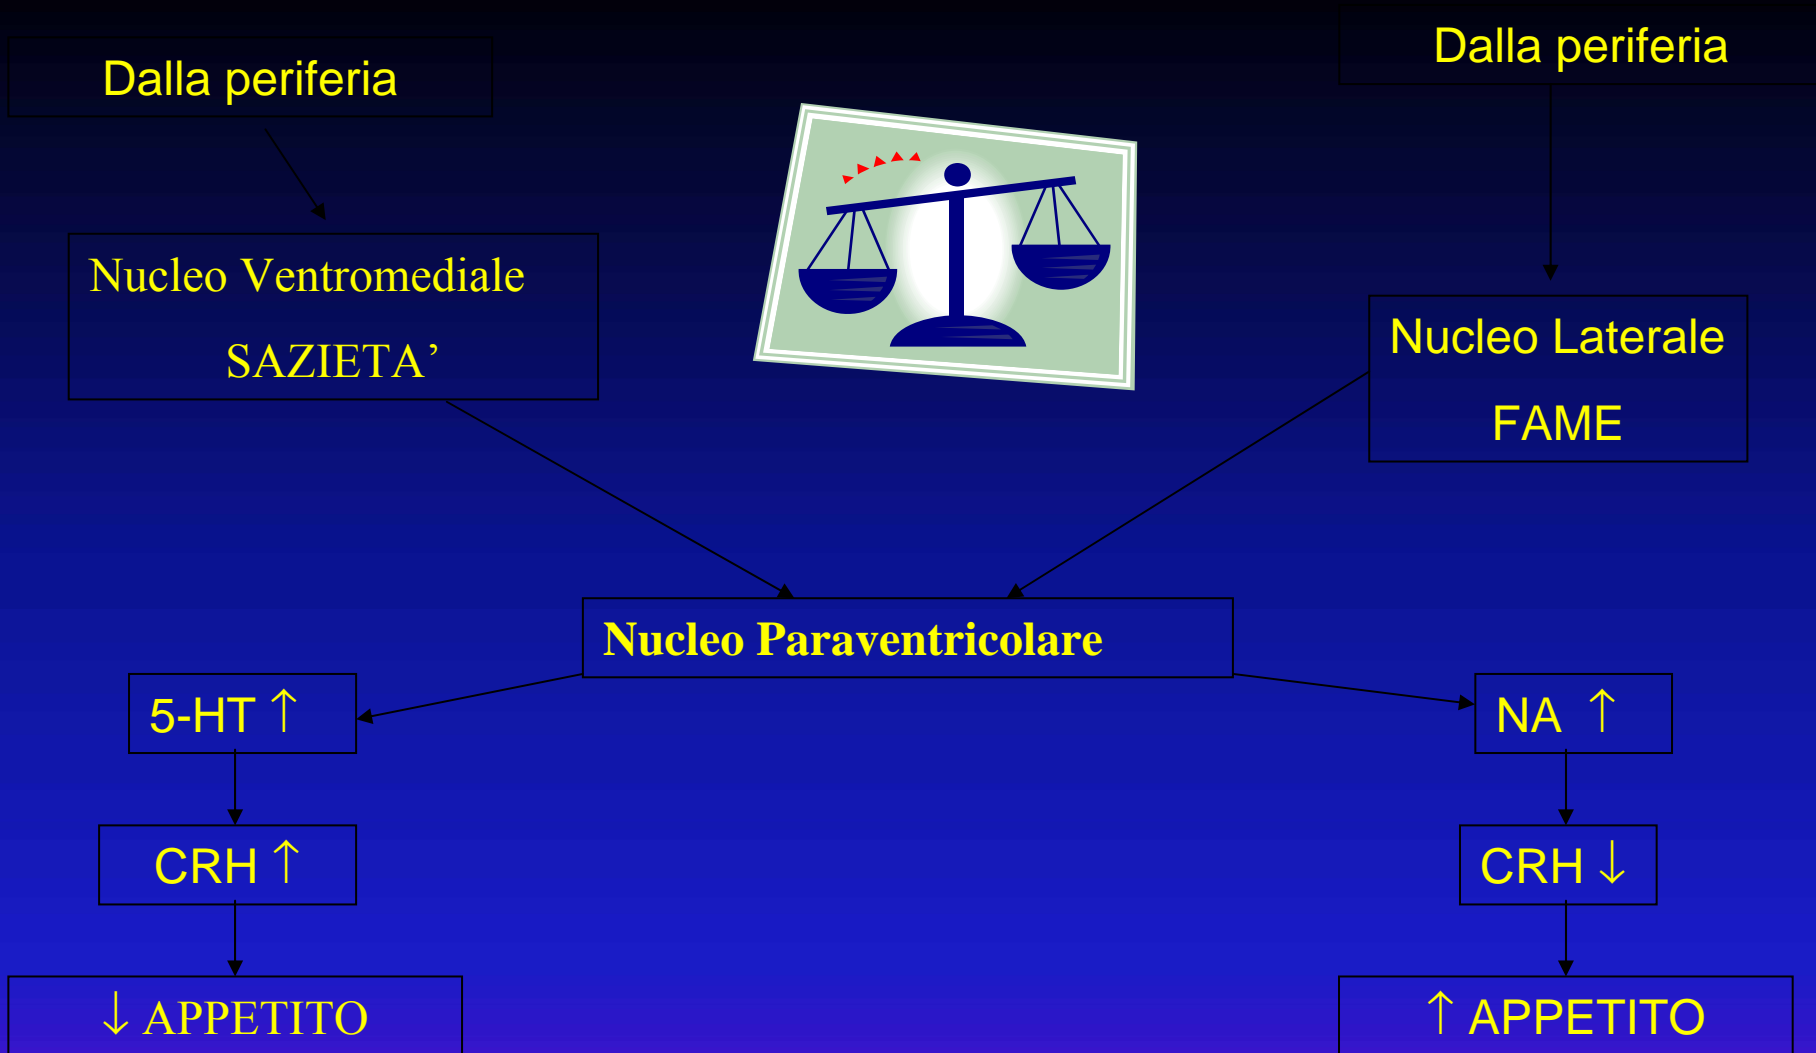 Dalla periferia
Dalla periferia
Nucleo Ventromediale
SAZIETA’
Nucleo Laterale
FAME
Nucleo Paraventricolare
5-HT ↑
NA ↑
CRH ↑
CRH ↓
↓ APPETITO
↑ APPETITO